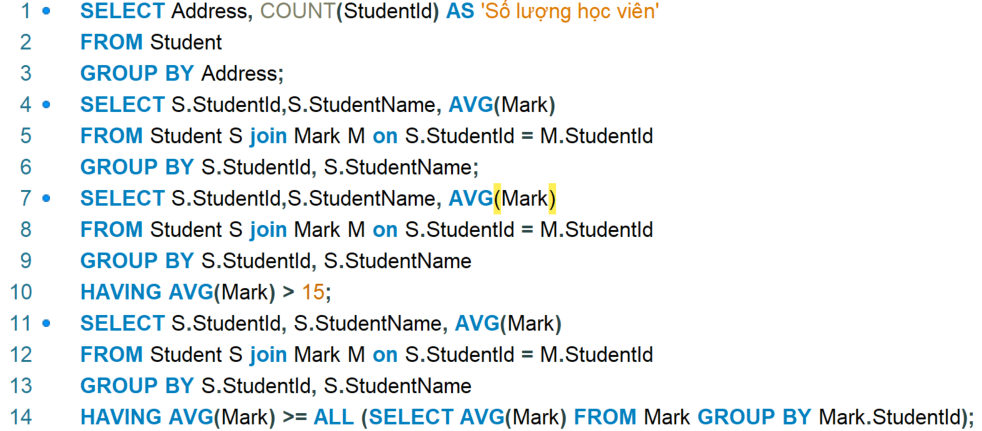 1 SELECT Address, COUNT(StudentId) AS 'Số lượng học viên'
2 FROM Student
3 GROUP BY Address;
4 SELECT S.StudentId,S.StudentName, AVG(Mark)
5 FROM Student S join Mark M on S.StudentId = M.StudentId
6 GROUP BY S.StudentId, S.StudentName;
7 SELECT S.StudentId,S.StudentName, AVG(Mark)
8 FROM Student S join Mark M on S.StudentId = M.StudentId
9 GROUP BY S.StudentId, S.StudentName
10 HAVING AVG(Mark) > 15;
11 SELECT S.StudentId, S.StudentName, AVG(Mark)
12 FROM Student S join Mark M on S.StudentId = M.StudentId
13 GROUP BY S.StudentId, S.StudentName
14 HAVING AVG(Mark) >= ALL (SELECT AVG(Mark) FROM Mark GROUP BY Mark.StudentId);